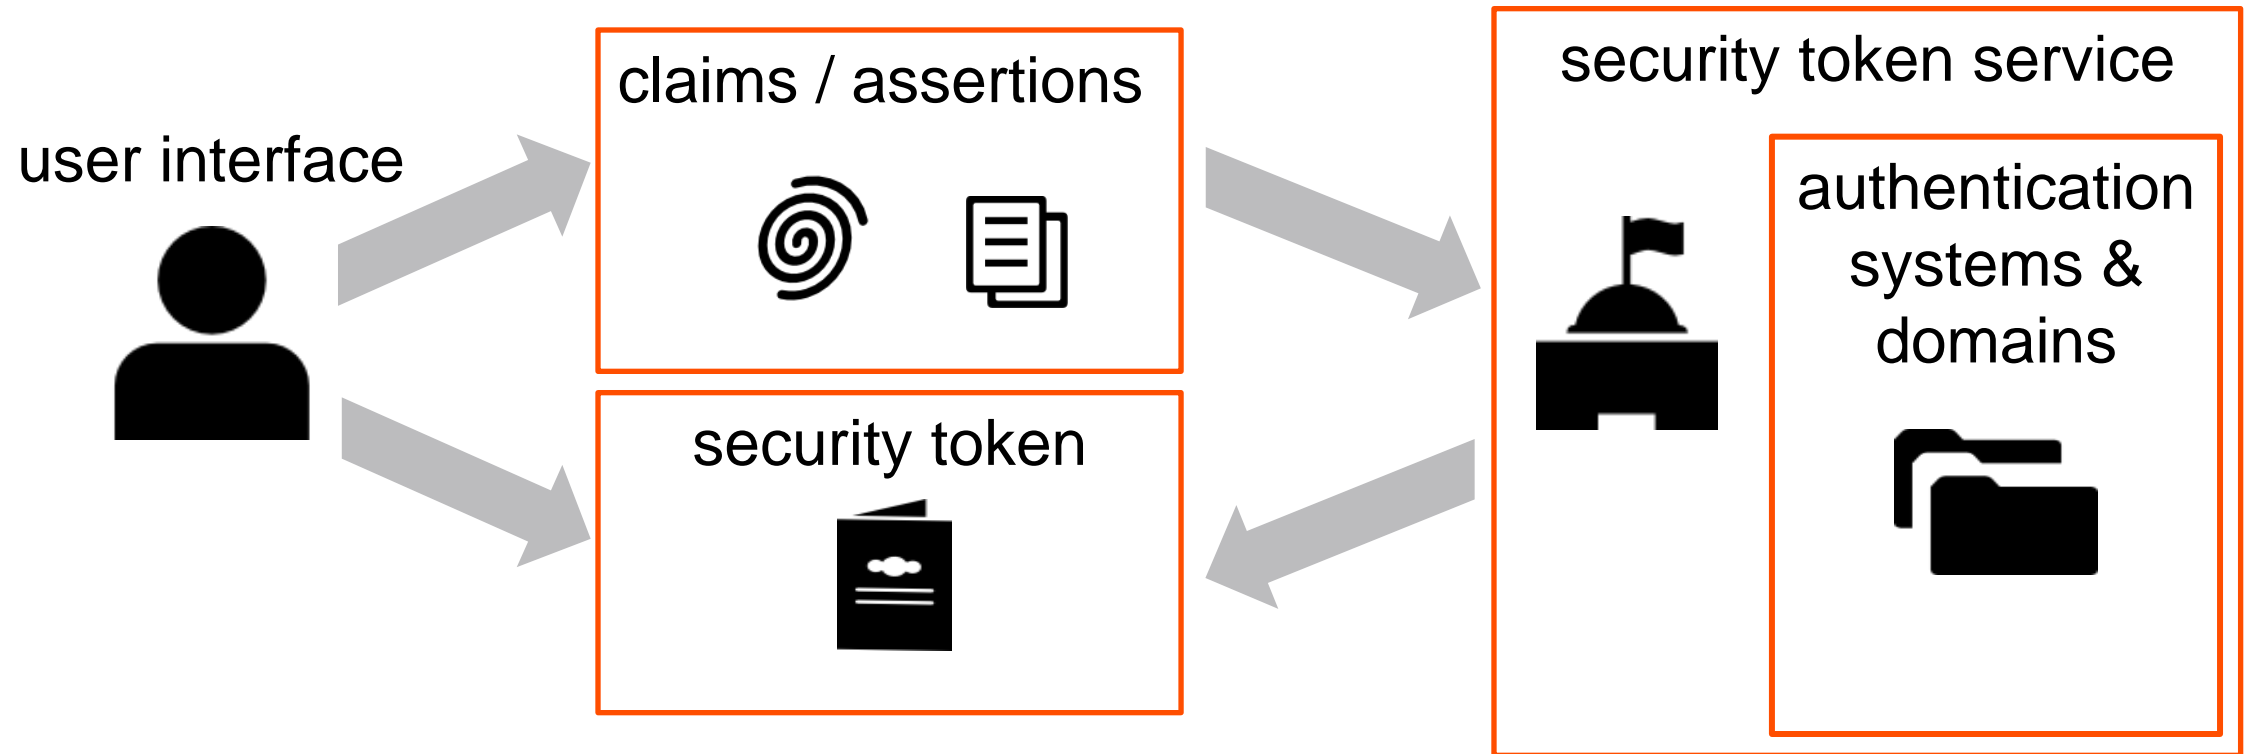 user interface
claims / assertions
security token
security token service
authentication
systems &
domains